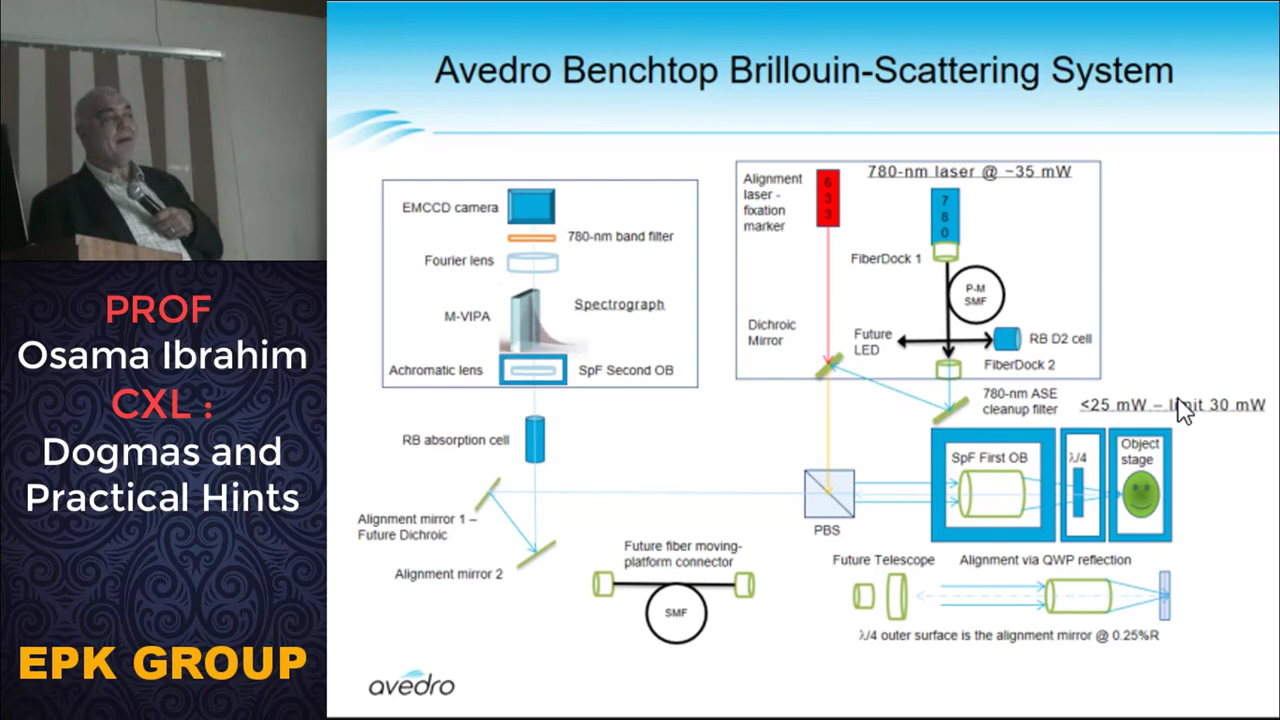 PROF
Osama Ibrahim
CXL :
Dogmas and
Practical Hints
EPK GROUP
Avedro Benchtop Brillouin-Scattering System
EMCCD camera
780-nm band filter
Fourier lens
M-VIPA
Spectrograph
Achromatic lens
SpF Second OB
RB absorption cell
Alignment mirror 1 –
Future Dichroic
Alignment mirror 2
Future fiber moving-
platform connector
SMF
Alignment
laser -
fixation
marker
633
780-nm laser @ ~35 mW
780
FiberDock 1
P-M
SMF
Dichroic
Mirror
Future
LED
RB D2 cell
FiberDock 2
780-nm ASE
cleanup filter
<25 mW – limit 30 mW
SpF First OB
λ/4
Object
stage
PBS
Future Telescope
Alignment via QWP reflection
λ/4 outer surface is the alignment mirror @ 0.25%R
avedro